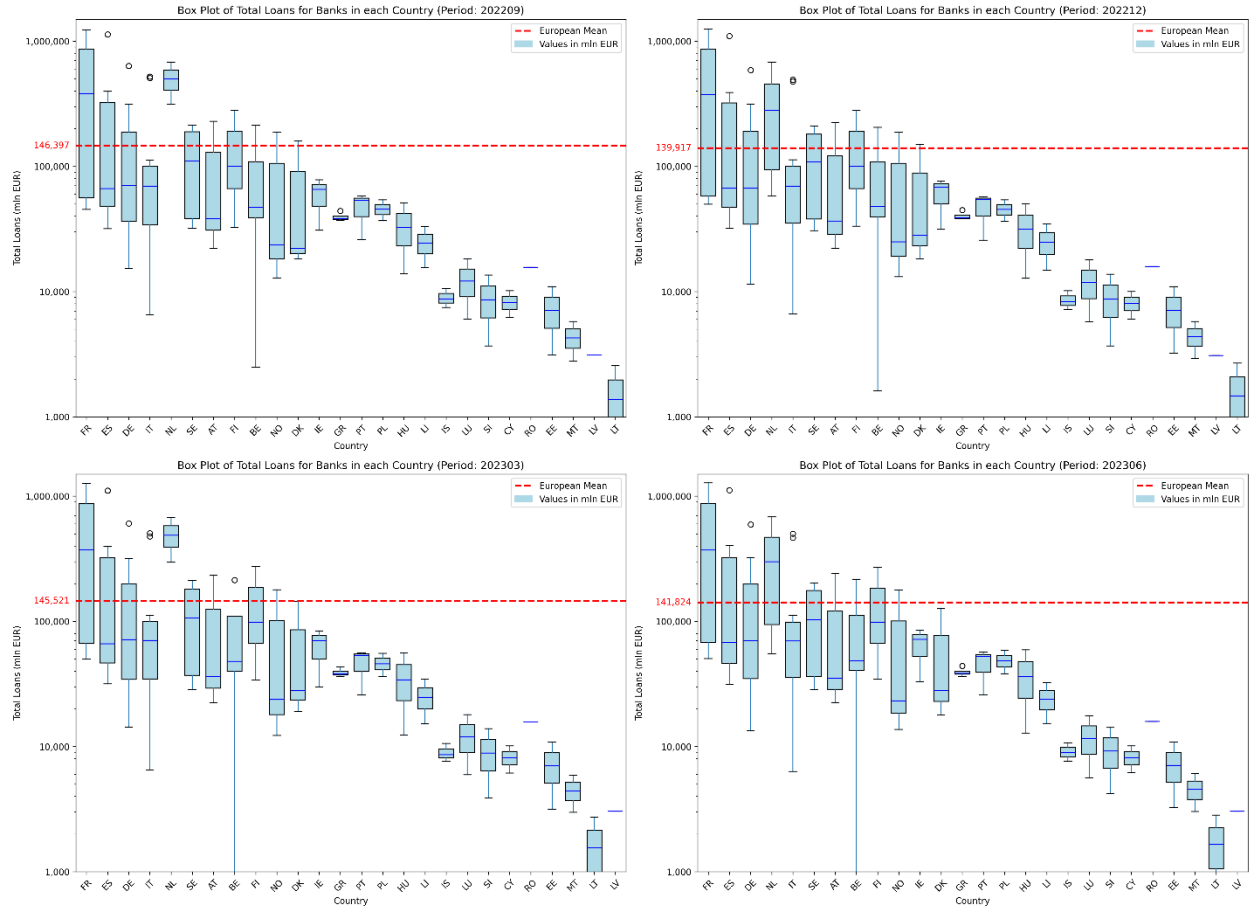 Box Plot of Total Loans for Banks in each Country (Period: 202209)
European Mean
Values in mln EUR
1,000,000
146,397
100,000
10,000
1,000
Total Loans (mln EUR)
FR ES DE IT NL SE AT FI BE NO DK IE GR PT PL HU LI IS LU SI CY RO EE MT LV LT
Country
Box Plot of Total Loans for Banks in each Country (Period: 202212)
European Mean
Values in mln EUR
1,000,000
139,917
100,000
10,000
1,000
Total Loans (mln EUR)
FR ES DE NL IT SE AT FI BE NO DK IE GR PT PL HU LI IS LU SI CY RO EE MT LV LT
Country
Box Plot of Total Loans for Banks in each Country (Period: 202303)
European Mean
Values in mln EUR
1,000,000
145,521
100,000
10,000
1,000
Total Loans (mln EUR)
FR ES DE IT NL SE AT BE FI NO DK IE GR PT PL HU LI IS LU SI CY RO EE MT LT LV
Country
Box Plot of Total Loans for Banks in each Country (Period: 202306)
European Mean
Values in mln EUR
1,000,000
141,824
100,000
10,000
1,000
Total Loans (mln EUR)
FR ES DE NL IT SE AT BE FI NO IE DK GR PT PL HU LI IS LU SI CY RO EE MT LT LV
Country